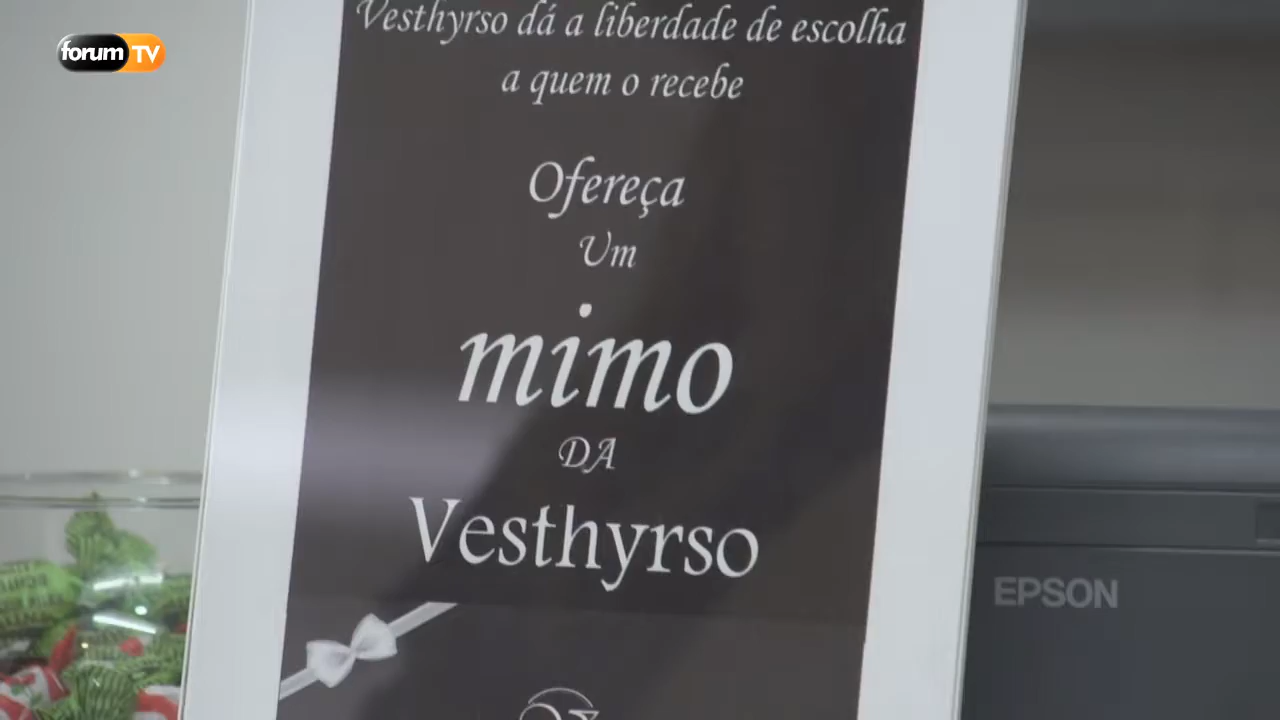 forum TV
Vesthyrso dá a liberdade de escolha
a quem o recebe
Ofereça
Um
mimo
DA
Vesthyrso
EPSON